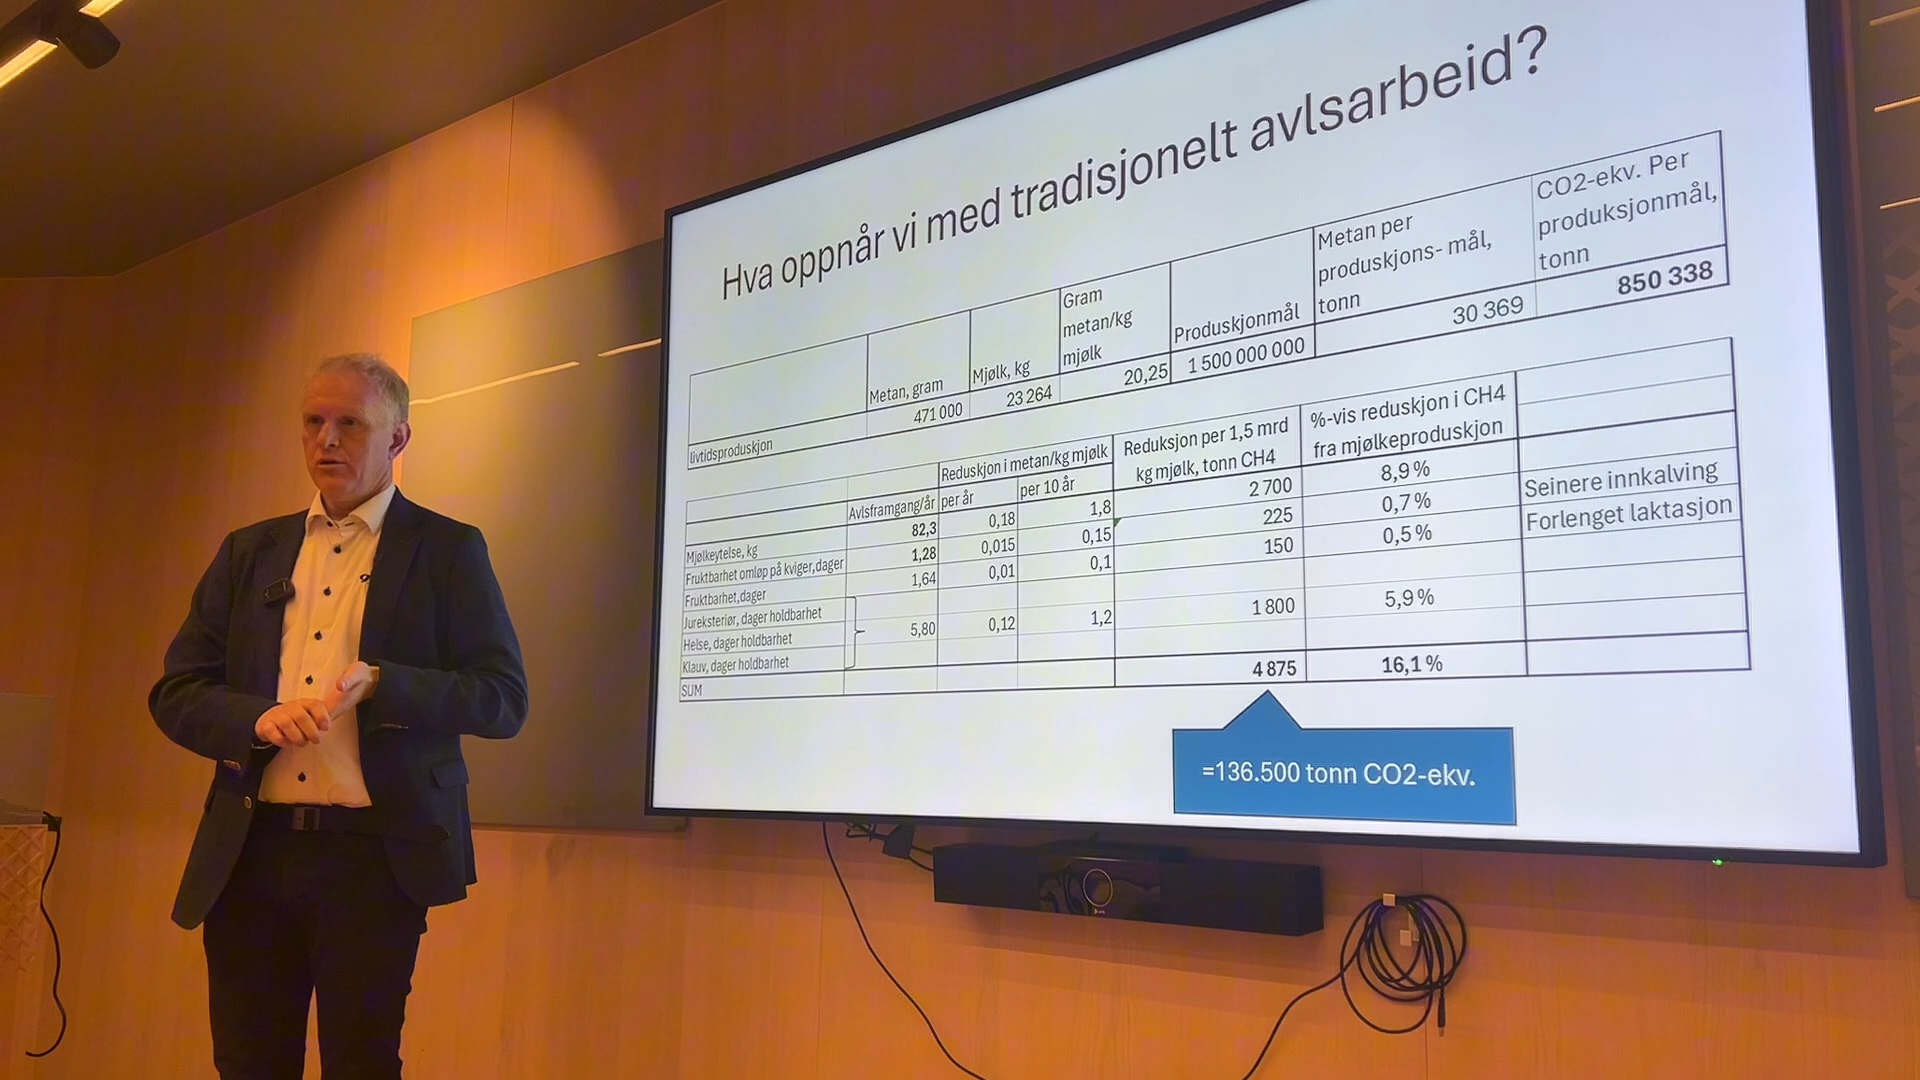 Hva oppnår vi med tradisjonelt avlsarbeid?
Metan, gram
Mjølk, kg
Gram
metan/kg
mjølk
Produskjonmål
Metan per
produskjons- mål,
tonn
CO2-ekv. Per
produksjonmål,
tonn
livtidsproduskjon 471 000 23 264 20,25 1 500 000 000 30 369 850 338
Avlsframgang/år
Reduskjon i metan/kg mjølk
per år per 10 år
Reduksjon per 1,5 mrd
kg mjølk, tonn CH4
%-vis reduskjon i CH4
fra mjølkeproduskjon
Mjølkeytelse, kg 82,3 0,18 1,8 2 700 8,9 %
Fruktbarhet omløp på kviger,dager 1,28 0,015 0,15 225 0,7 % Seinere innkalving
Fruktbarhet,dager 1,64 0,01 0,1 150 0,5 % Forlenget laktasjon
Jureksteriør, dager holdbarhet
Helse, dager holdbarhet 5,80 0,12 1,2 1 800 5,9 %
Klauv, dager holdbarhet
SUM 4 875 16,1 %
=136.500 tonn CO2-ekv.